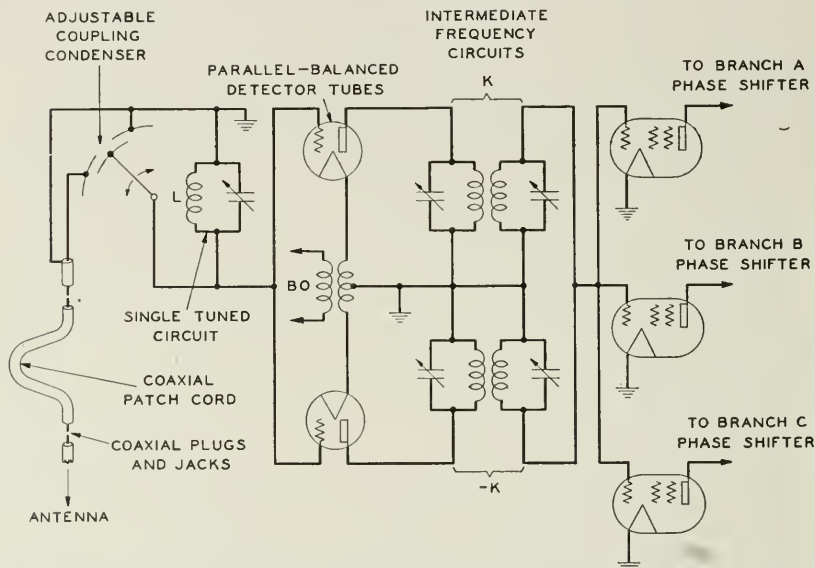 ADJUSTABLE
COUPLING
CONDENSER
PARALLEL-BALANCED
DETECTOR TUBES
INTERMEDIATE
FREQUENCY
CIRCUITS
K
TO BRANCH A
PHASE SHIFTER
L
BO
SINGLE TUNED
CIRCUIT
TO BRANCH B
PHASE SHIFTER
COAXIAL
PATCH CORD
COAXIAL PLUGS
AND JACKS
-K
TO BRANCH C
PHASE SHIFTER
ANTENNA